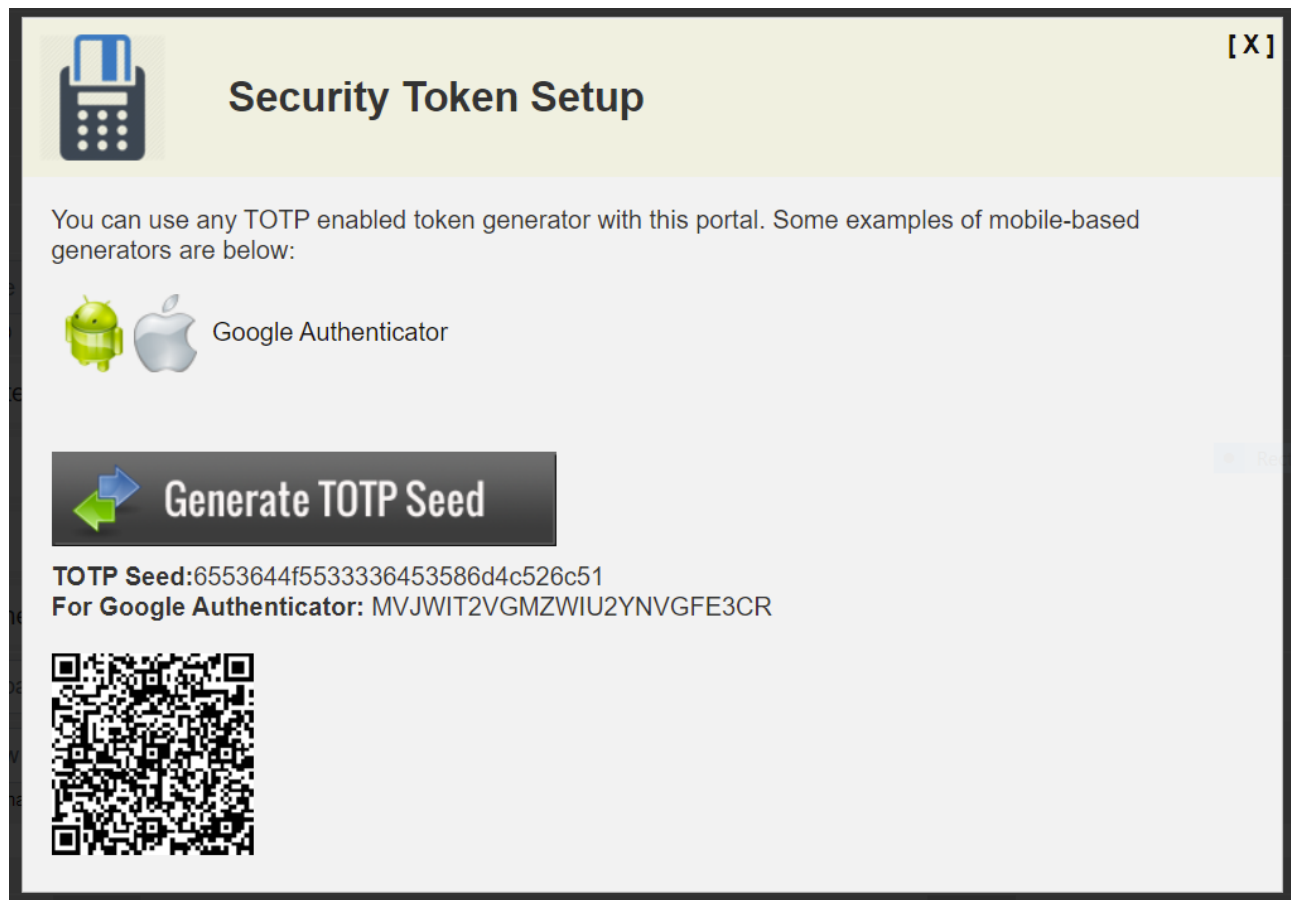 [ X ]
Security Token Setup
You can use any TOTP enabled token generator with this portal. Some examples of mobile-based
generators are below:
Google Authenticator
Generate TOTP Seed
TOTP Seed:6553644f5533336453586d4c526c51
For Google Authenticator: MVJWIT2VGMZWIU2YNVGFE3CR